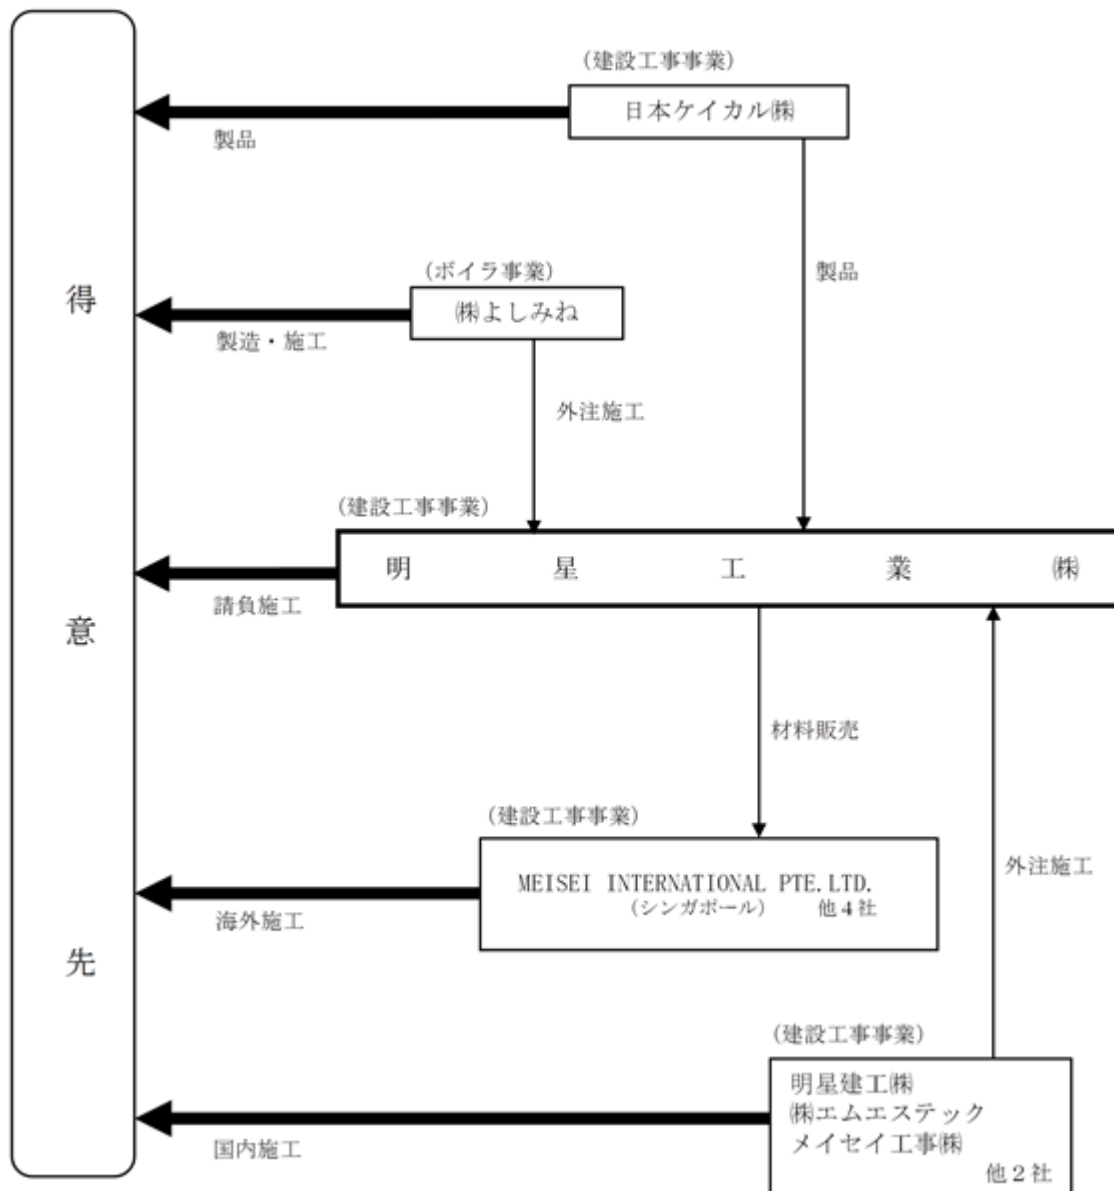 (建設工事事業)
日本ケイカル㈱
製品
製品
(ボイラ事業)
㈱よしみね
製造・施工
外注施工
(建設工事事業)
明星工業㈱
請負施工
材料販売
(建設工事事業)
MEISEI INTERNATIONAL PTE.LTD.
(シンガポール) 他4社
海外施工
外注施工
(建設工事事業)
明星建工㈱
㈱エムエステック
メイセイ工事㈱
他2社
国内施工
得意先